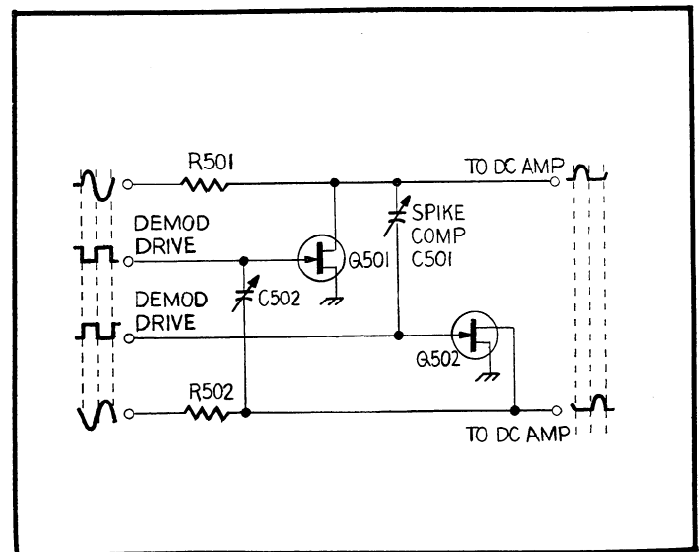 R501
TO DC AMP
DEMOD
DRIVE
SPIKE
COMP
C501
Q501
C502
DEMOD
DRIVE
Q502
R502
TO DC AMP